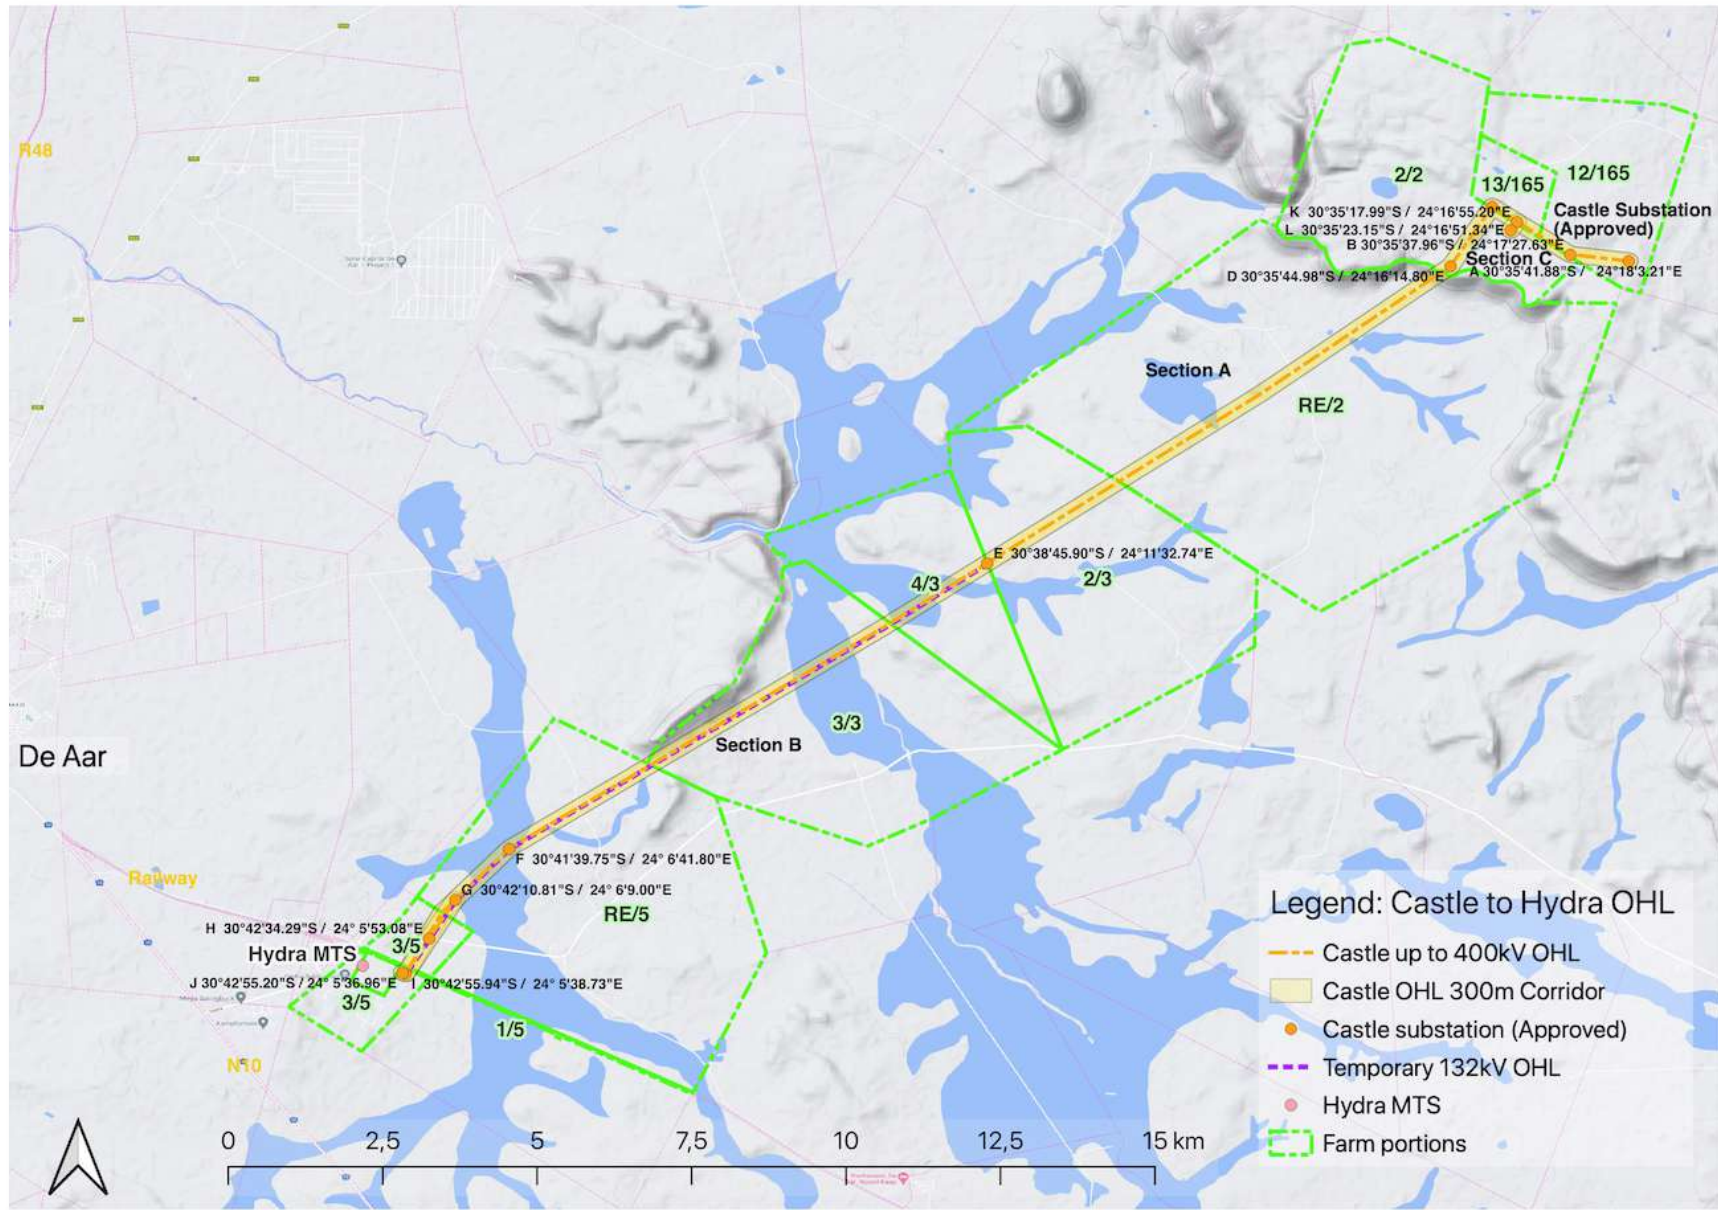 R48
2/2
12/165
13/165
Castle Substation
(Approved)
K 30°35'17.99"S / 24°16'55.20"E
L 30°35'23.15"S / 24°16'51.34"E
B 30°35'37.96"S / 24°17'27.63"E
Section C
A 30°35'41.88"S / 24°18'3.21"E
D 30°35'44.98"S / 24°16'14.80"E
Section A
RE/2
E 30°38'45.90"S / 24°11'32.74"E
4/3
2/3
3/3
Section B
De Aar
F 30°41'39.75"S / 24° 6'41.80"E
Railway
G 30°42'10.81"S / 24° 6'9.00"E
RE/5
H 30°42'34.29"S / 24° 5'53.08"E
3/5
Hydra MTS
J 30°42'55.20"S / 24° 5'36.96"E
I 30°42'55.94"S / 24° 5'38.73"E
3/5
1/5
N10
Legend: Castle to Hydra OHL
Castle up to 400kV OHL
Castle OHL 300m Corridor
Castle substation (Approved)
Temporary 132kV OHL
Hydra MTS
Farm portions
0 2,5 5 7,5 10 12,5 15 km